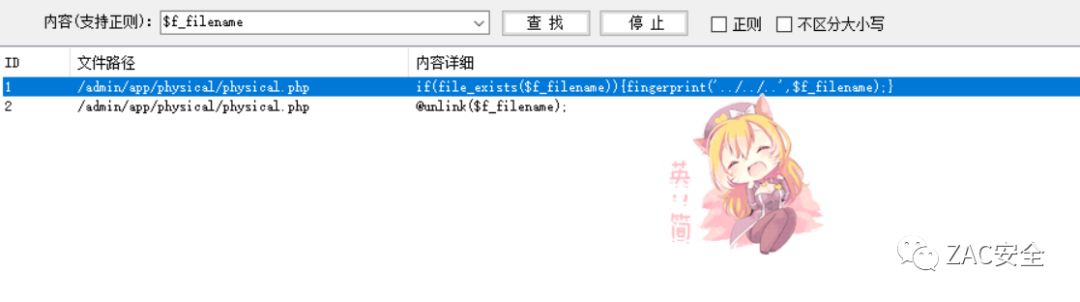 内容(支持正则): $f_filename 查 找 停 止 正则 不区分大小写
ID 文件路径 内容详细
1 /admin/app/physical/physical.php if(file_exists($f_filename)){fingerprint('../../..',$f_filename);}
2 /admin/app/physical/physical.php @unlink($f_filename);
英
简
ZAC安全